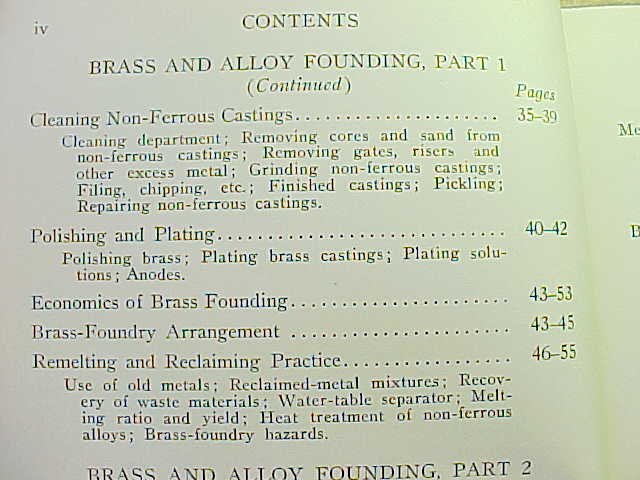 iv CONTENTS
BRASS AND ALLOY FOUNDING, PART 1
(Continued)
Pages
Cleaning Non-Ferrous Castings..................... 35–39
Cleaning department; Removing cores and sand from
non-ferrous castings; Removing gates, risers and
other excess metal; Grinding non-ferrous castings;
Filing, chipping, etc.; Finished castings; Pickling;
Repairing non-ferrous castings.
Polishing and Plating.............................. 40–42
Polishing brass; Plating brass castings; Plating solu-
tions; Anodes.
Economics of Brass Founding....................... 43–53
Brass-Foundry Arrangement ....................... 43–45
Remelting and Reclaiming Practice.................. 46–55
Use of old metals; Reclaimed-metal mixtures; Recov-
ery of waste materials; Water-table separator; Melt-
ing ratio and yield; Heat treatment of non-ferrous
alloys; Brass-foundry hazards.
BRASS AND ALLOY FOUNDING, PART 2